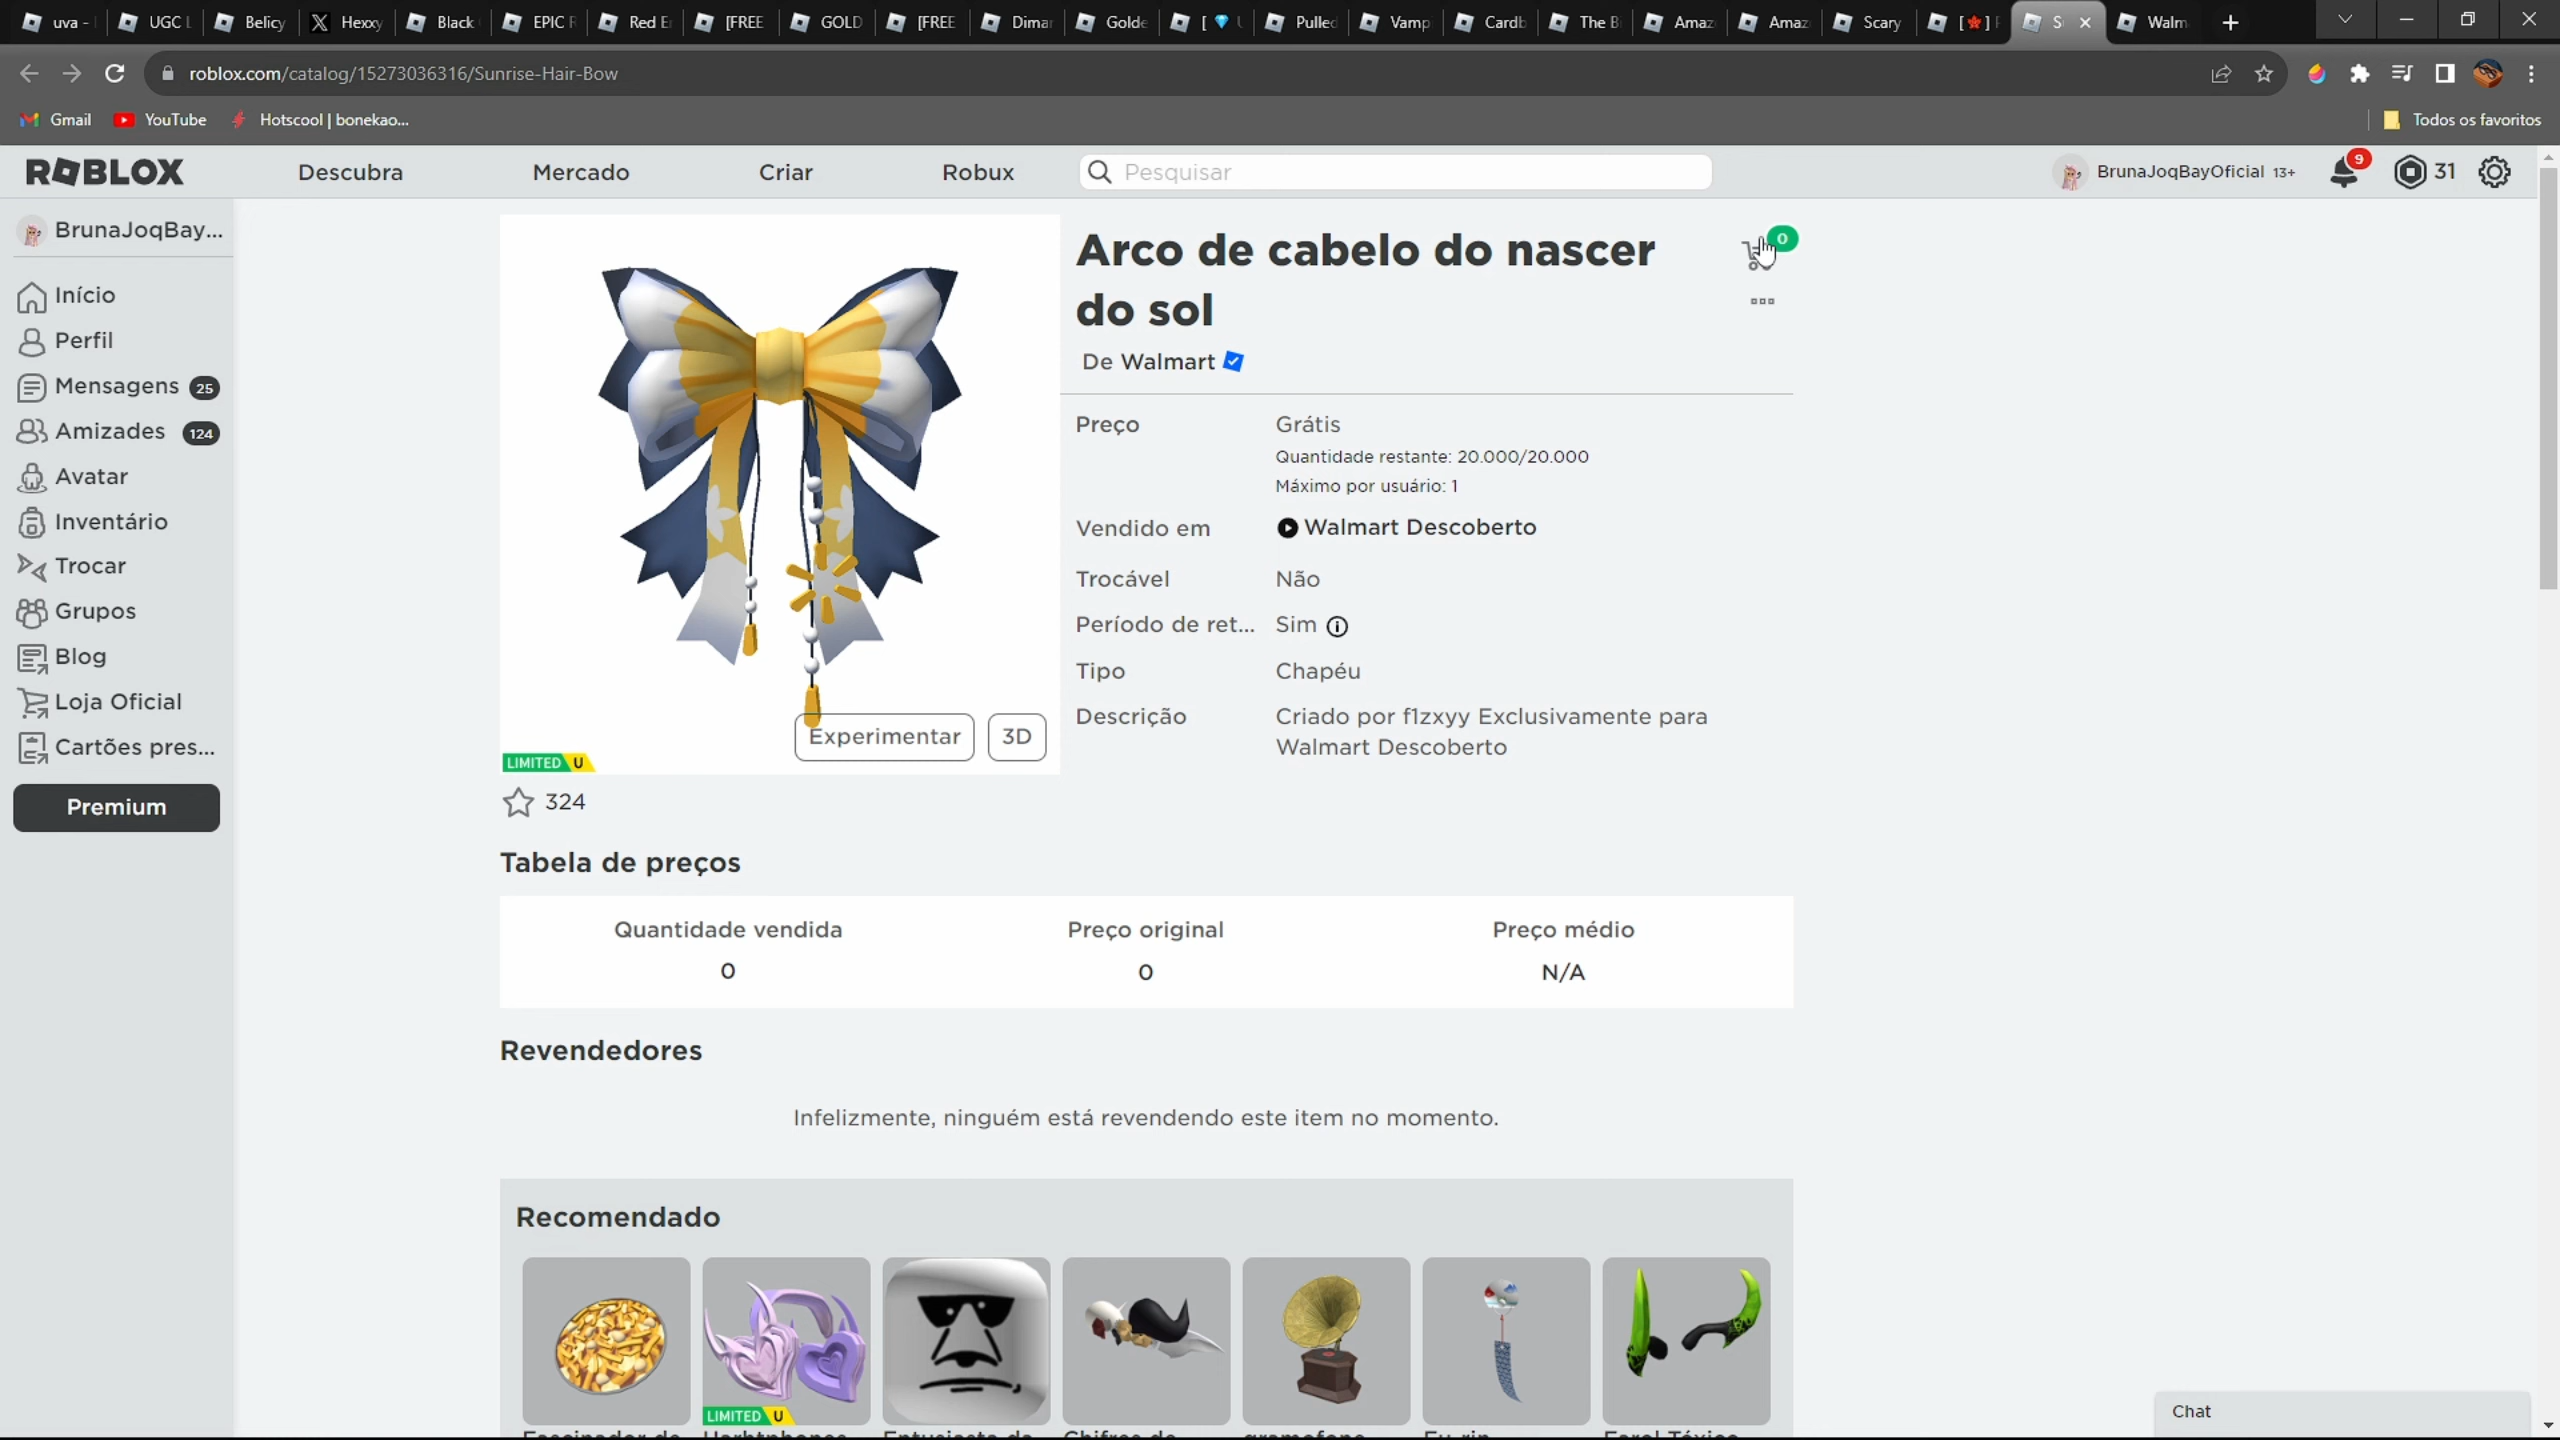 uva -
UGC L
Belicy
Hexxy
Black
EPIC R
Red E
[FREE
GOLD
[FREE
Dimar
Golde
Pulled
Vamp
Cardb
The B
Amaz
Amaz
Scary
S
Walm
roblox.com/catalog/15273036316/Sunrise-Hair-Bow
Gmail
YouTube
Hotscool | bonekao...
Todos os favoritos
ROBLOX
Descubra
Mercado
Criar
Robux
Pesquisar
BrunaJoqBayOficial 13+
9
31
BrunaJoqBay...
Início
Perfil
Mensagens 25
Amizades 124
Avatar
Inventário
Trocar
Grupos
Blog
Loja Oficial
Cartões pres...
Premium
Experimentar
3D
LIMITED U
324
Arco de cabelo do nascer
do sol
0
De Walmart
Preço Grátis
Quantidade restante: 20.000/20.000
Máximo por usuário: 1
Vendido em Walmart Descoberto
Trocável Não
Período de ret... Sim
Tipo Chapéu
Descrição Criado por f1zxyy Exclusivamente para
Walmart Descoberto
Tabela de preços
Quantidade vendida Preço original Preço médio
0 0 N/A
Revendedores
Infelizmente, ninguém está revendendo este item no momento.
Recomendado
LIMITED U
Chat